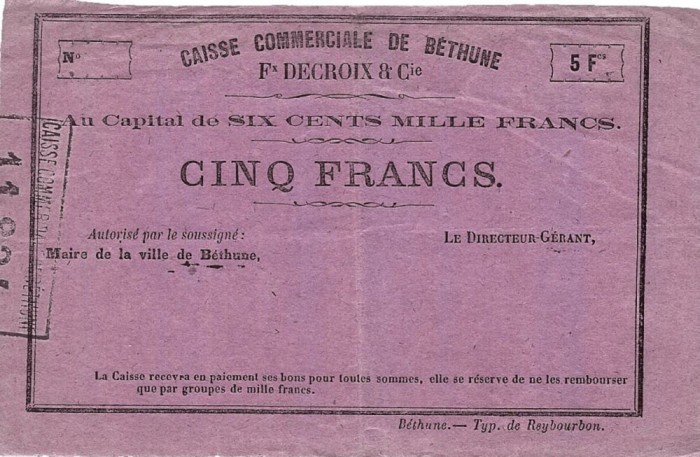 CAISSE COMMERCIALE DE BÉTHUNE
No
5 Fcs
Fx DECROIX & Cie
Au Capital de SIX CENTS MILLE FRANCS.
CINQ FRANCS.
Autorisé par le soussigné :
Maire de la ville de Béthune,
LE DIRECTEUR-GÉRANT,
La Caisse recevra en paiement ses bons pour toutes sommes, elle se réserve de ne les rembourser
que par groupes de mille francs.
Béthune.— Typ. de Reybourbon.
CAISSE